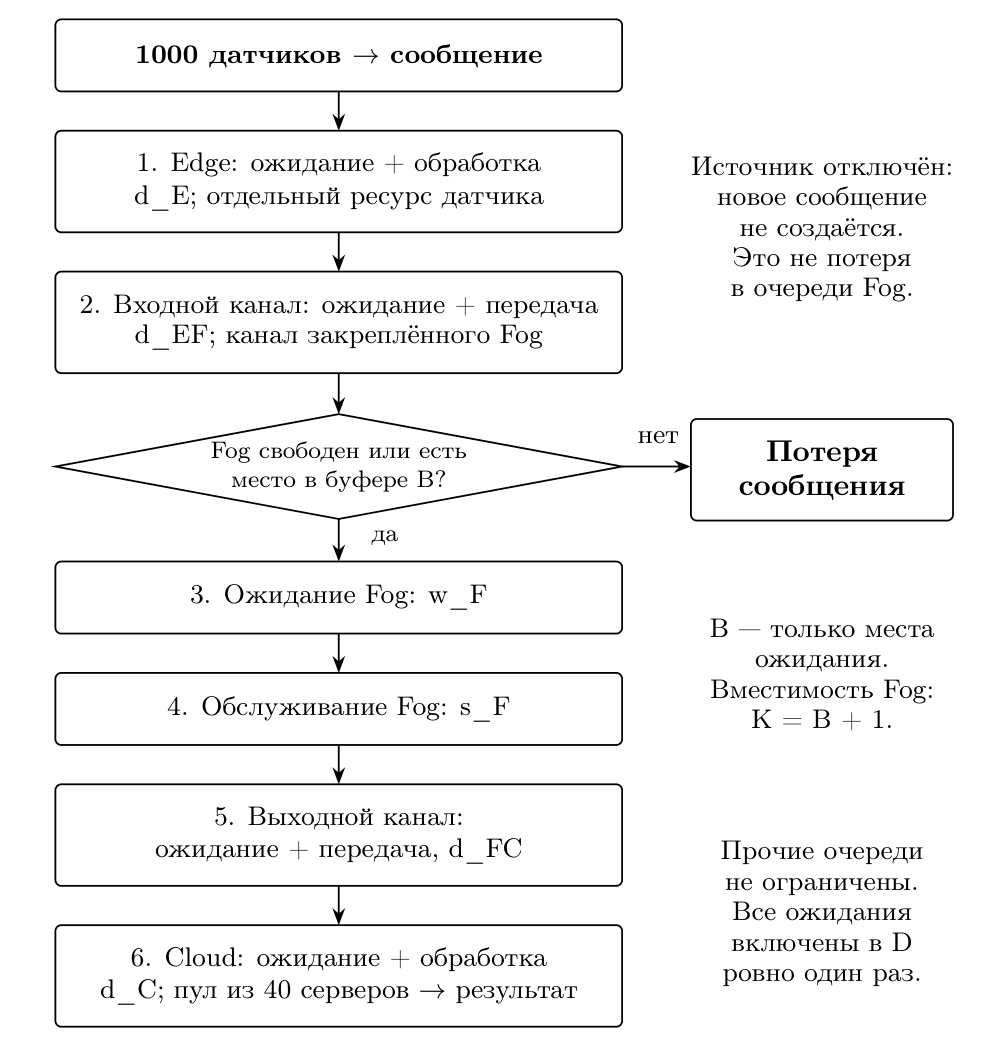 1000 датчиков → сообщение
1. Edge: ожидание + обработка
d_E; отдельный ресурс датчика
Источник отключён:
новое сообщение
не создаётся.
Это не потеря
в очереди Fog.
2. Входной канал: ожидание + передача
d_EF; канал закреплённого Fog
Fog свободен или есть
место в буфере B?
нет
Потеря
сообщения
да
3. Ожидание Fog: w_F
B — только места
ожидания.
Вместимость Fog:
K = B + 1.
4. Обслуживание Fog: s_F
5. Выходной канал:
ожидание + передача, d_FC
Прочие очереди
не ограничены.
Все ожидания
включены в D
ровно один раз.
6. Cloud: ожидание + обработка
d_C; пул из 40 серверов → результат